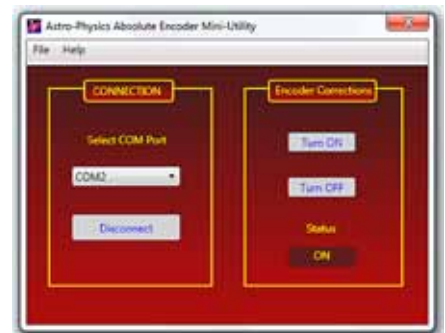 Astro-Physics Absolute Encoder Mini-Utility
File Help
CONNECTION
Select COM Port
COM2
Disconnect
Encoder Corrections
Turn ON
Turn OFF
Status
ON